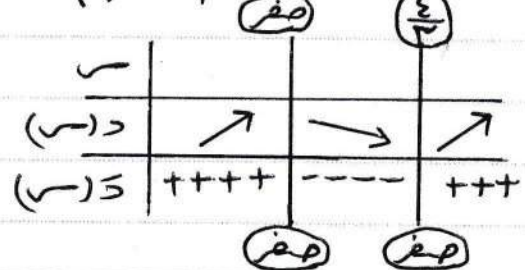 صفر ٤/٣
س
د(س) ↗ ↘ ↗
دَ(س) ++++ ---- +++
صفر صفر